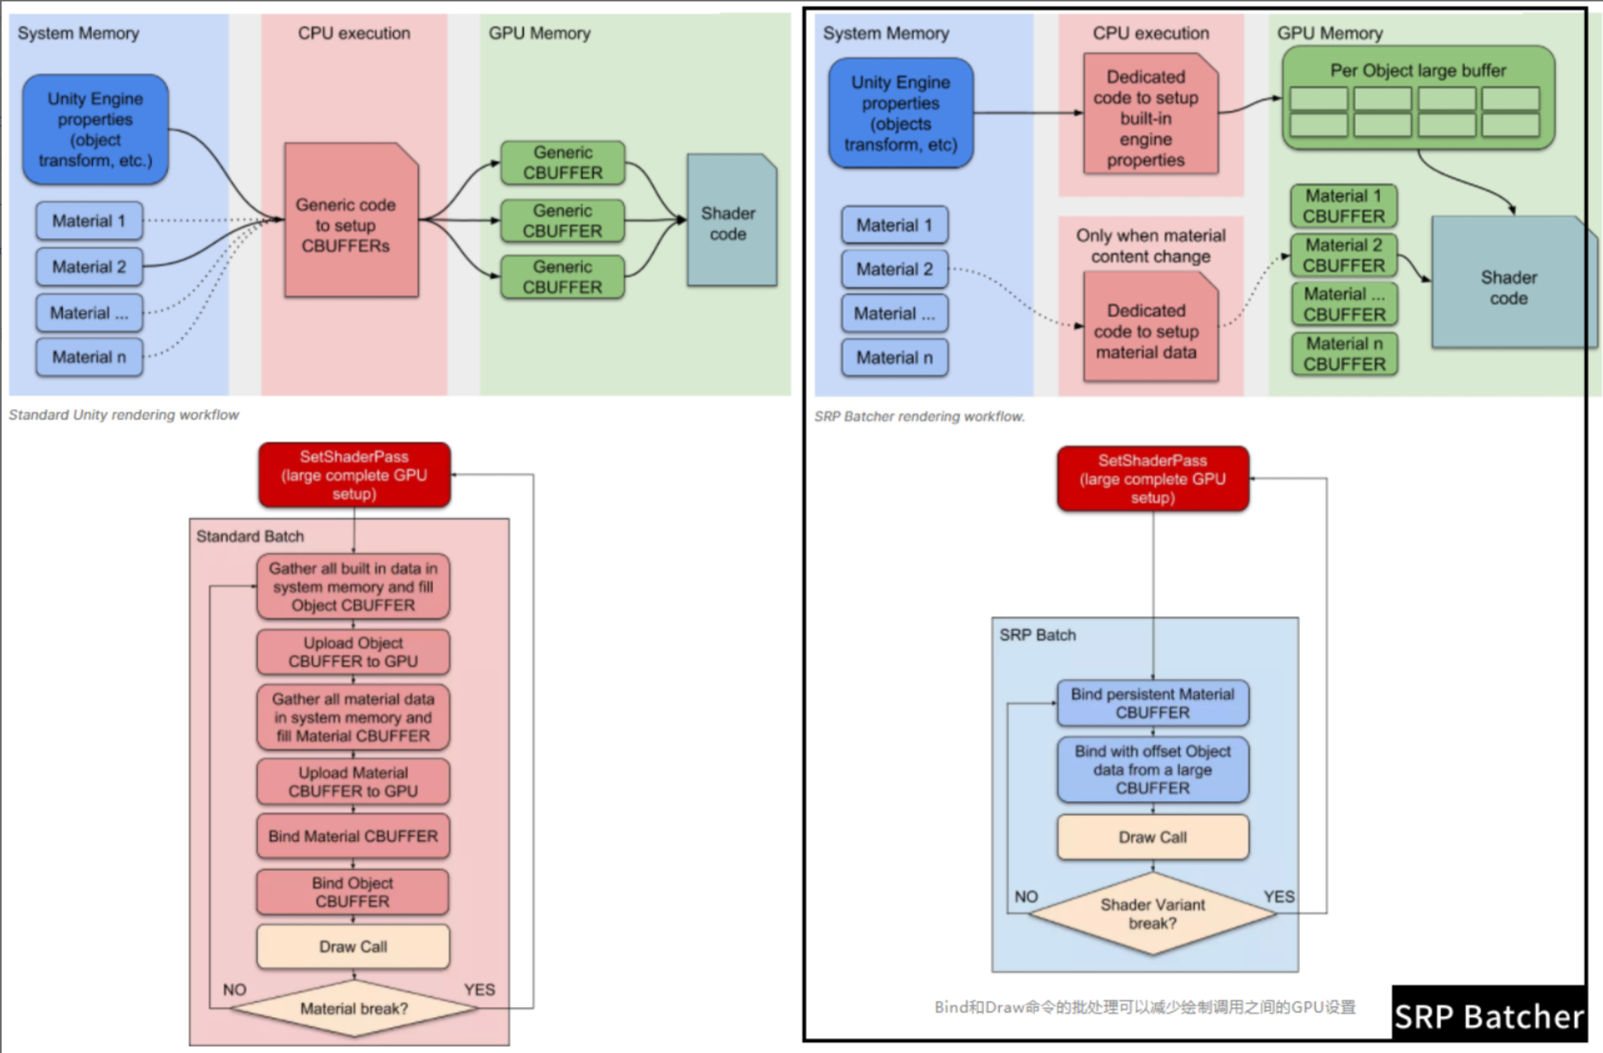 System Memory
CPU execution
GPU Memory
Unity Engine
properties
(object
transform, etc.)
Material 1
Material 2
Material ...
Material n
Generic code
to setup
CBUFFERs
Generic
CBUFFER
Generic
CBUFFER
Generic
CBUFFER
Shader
code
Standard Unity rendering workflow
SetShaderPass
(large complete GPU
setup)
Standard Batch
Gather all built in data in
system memory and fill
Object CBUFFER
Upload Object
CBUFFER to GPU
Gather all material data
in system memory and
fill Material CBUFFER
Upload Material
CBUFFER to GPU
Bind Material CBUFFER
Bind Object
CBUFFER
Draw Call
NO
YES
Material break?
System Memory
CPU execution
GPU Memory
Unity Engine
properties
(objects
transform, etc)
Dedicated
code to setup
built-in
engine
properties
Per Object large buffer
Material 1
Material 2
Material ...
Material n
Only when material
content change
Dedicated
code to setup
material data
Material 1
CBUFFER
Material 2
CBUFFER
Material ...
CBUFFER
Material n
CBUFFER
Shader
code
SRP Batcher rendering workflow.
SetShaderPass
(large complete GPU
setup)
SRP Batch
Bind persistent Material
CBUFFER
Bind with offset Object
data from a large
CBUFFER
Draw Call
NO
YES
Shader Variant
break?
Bind和Draw命令的批处理可以减少绘制调用之间的GPU设置
SRP Batcher